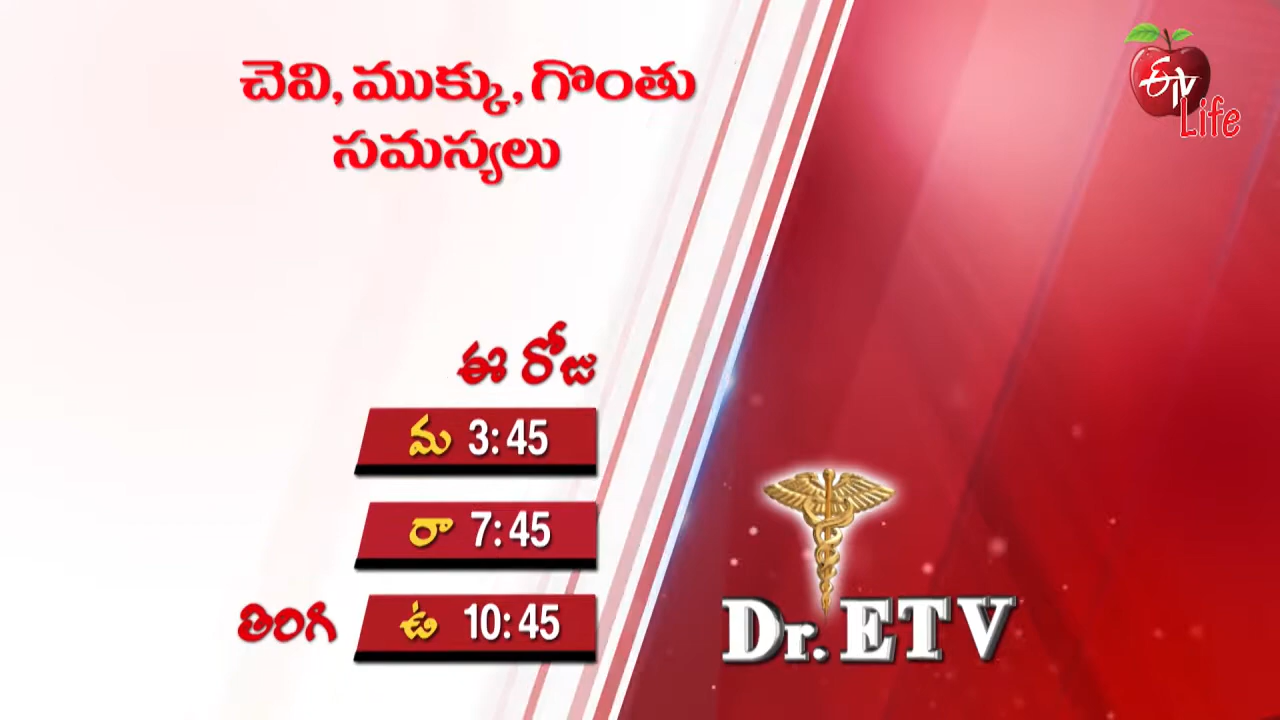 చెవి, ముక్కు, గొంతు
సమస్యలు
ETV
Life
ఈ రోజు
మ 3:45
రా 7:45
తిరిగి ఉ 10:45
Dr. ETV